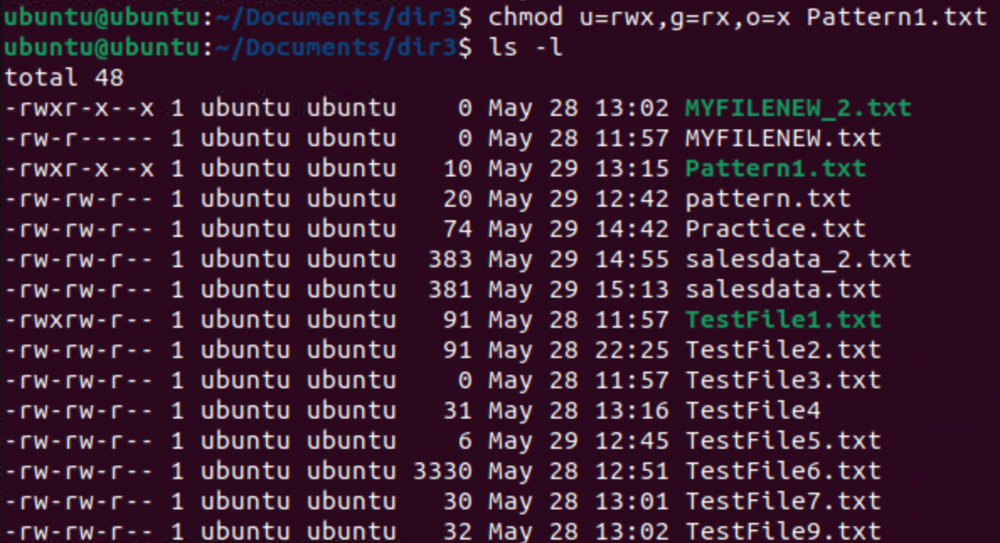 ubuntu@ubuntu:~/Documents/dir3$ chmod u=rwx,g=rx,o=x Pattern1.txt
ubuntu@ubuntu:~/Documents/dir3$ ls -l
total 48
-rwxr-x--x 1 ubuntu ubuntu    0 May 28 13:02 MYFILENEW_2.txt
-rw-r----- 1 ubuntu ubuntu    0 May 28 11:57 MYFILENEW.txt
-rwxr-x--x 1 ubuntu ubuntu   10 May 29 13:15 Pattern1.txt
-rw-rw-r-- 1 ubuntu ubuntu   20 May 29 12:42 pattern.txt
-rw-rw-r-- 1 ubuntu ubuntu   74 May 29 14:42 Practice.txt
-rw-rw-r-- 1 ubuntu ubuntu  383 May 29 14:55 salesdata_2.txt
-rw-rw-r-- 1 ubuntu ubuntu  381 May 29 15:13 salesdata.txt
-rwxrw-r-- 1 ubuntu ubuntu   91 May 28 11:57 TestFile1.txt
-rw-rw-r-- 1 ubuntu ubuntu   91 May 28 22:25 TestFile2.txt
-rw-rw-r-- 1 ubuntu ubuntu    0 May 28 11:57 TestFile3.txt
-rw-rw-r-- 1 ubuntu ubuntu   31 May 28 13:16 TestFile4
-rw-rw-r-- 1 ubuntu ubuntu    6 May 29 12:45 TestFile5.txt
-rw-rw-r-- 1 ubuntu ubuntu 3330 May 28 12:51 TestFile6.txt
-rw-rw-r-- 1 ubuntu ubuntu   30 May 28 13:01 TestFile7.txt
-rw-rw-r-- 1 ubuntu ubuntu   32 May 28 13:02 TestFile9.txt